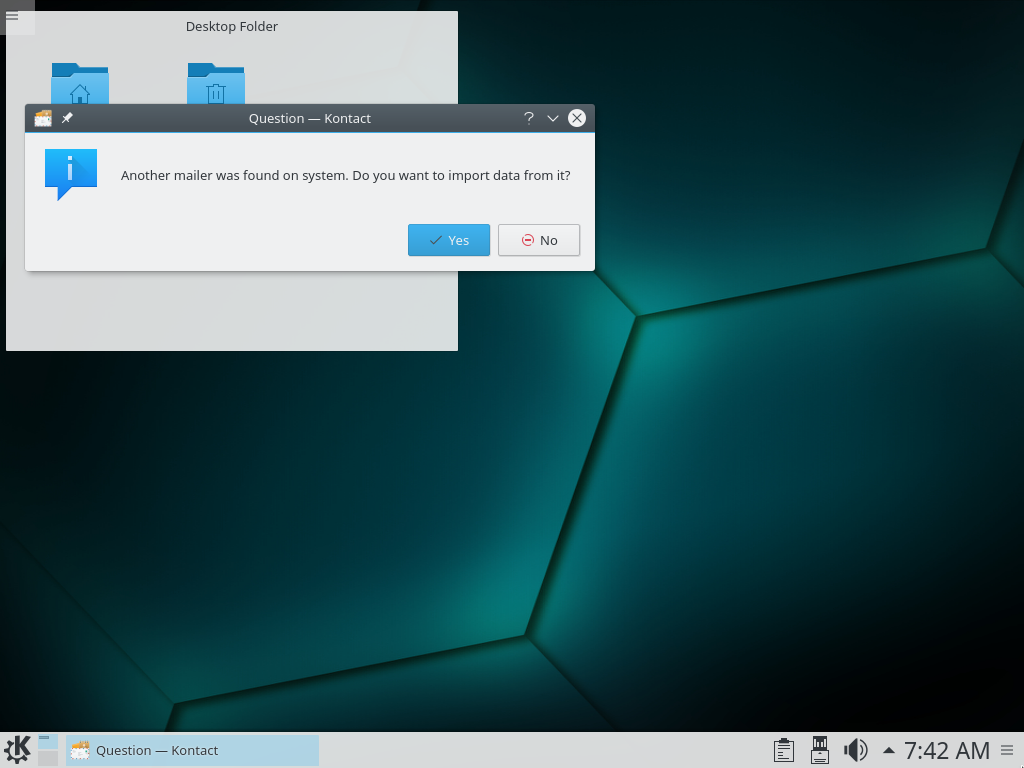 Desktop Folder
Question — Kontact
Another mailer was found on system. Do you want to import data from it?
Yes
No
Question — Kontact
7:42 AM